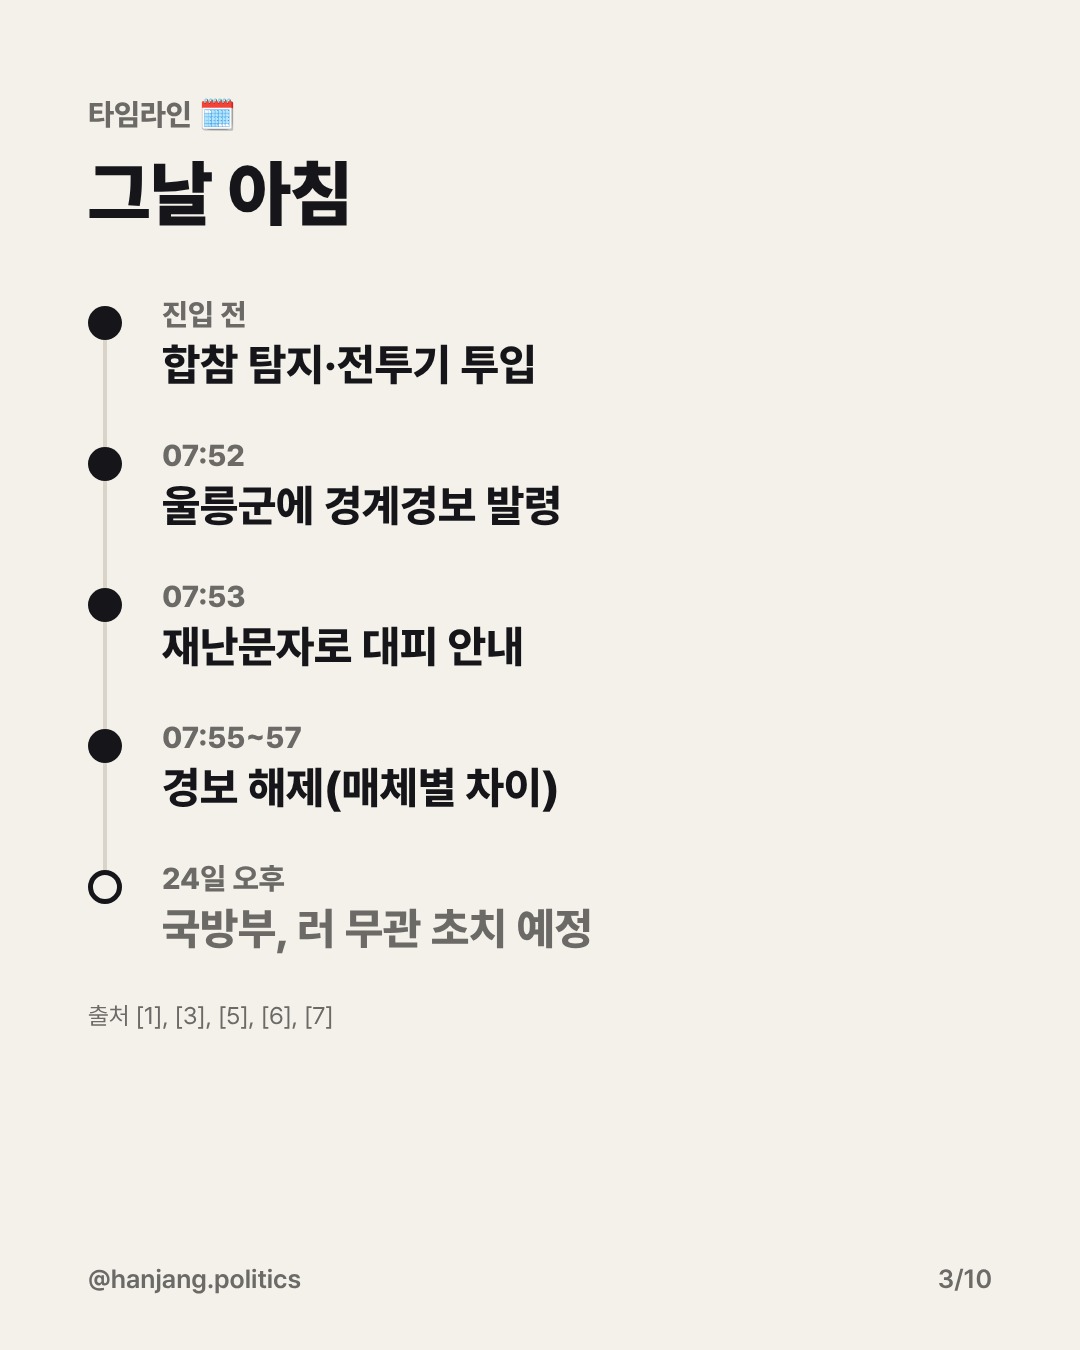 타임라인 🗓️
그날 아침
진입 전
합참 탐지·전투기 투입
07:52
울릉군에 경계경보 발령
07:53
재난문자로 대피 안내
07:55~57
경보 해제(매체별 차이)
24일 오후
국방부, 러 무관 초치 예정
출처 [1], [3], [5], [6], [7]
@hanjang.politics
3/10